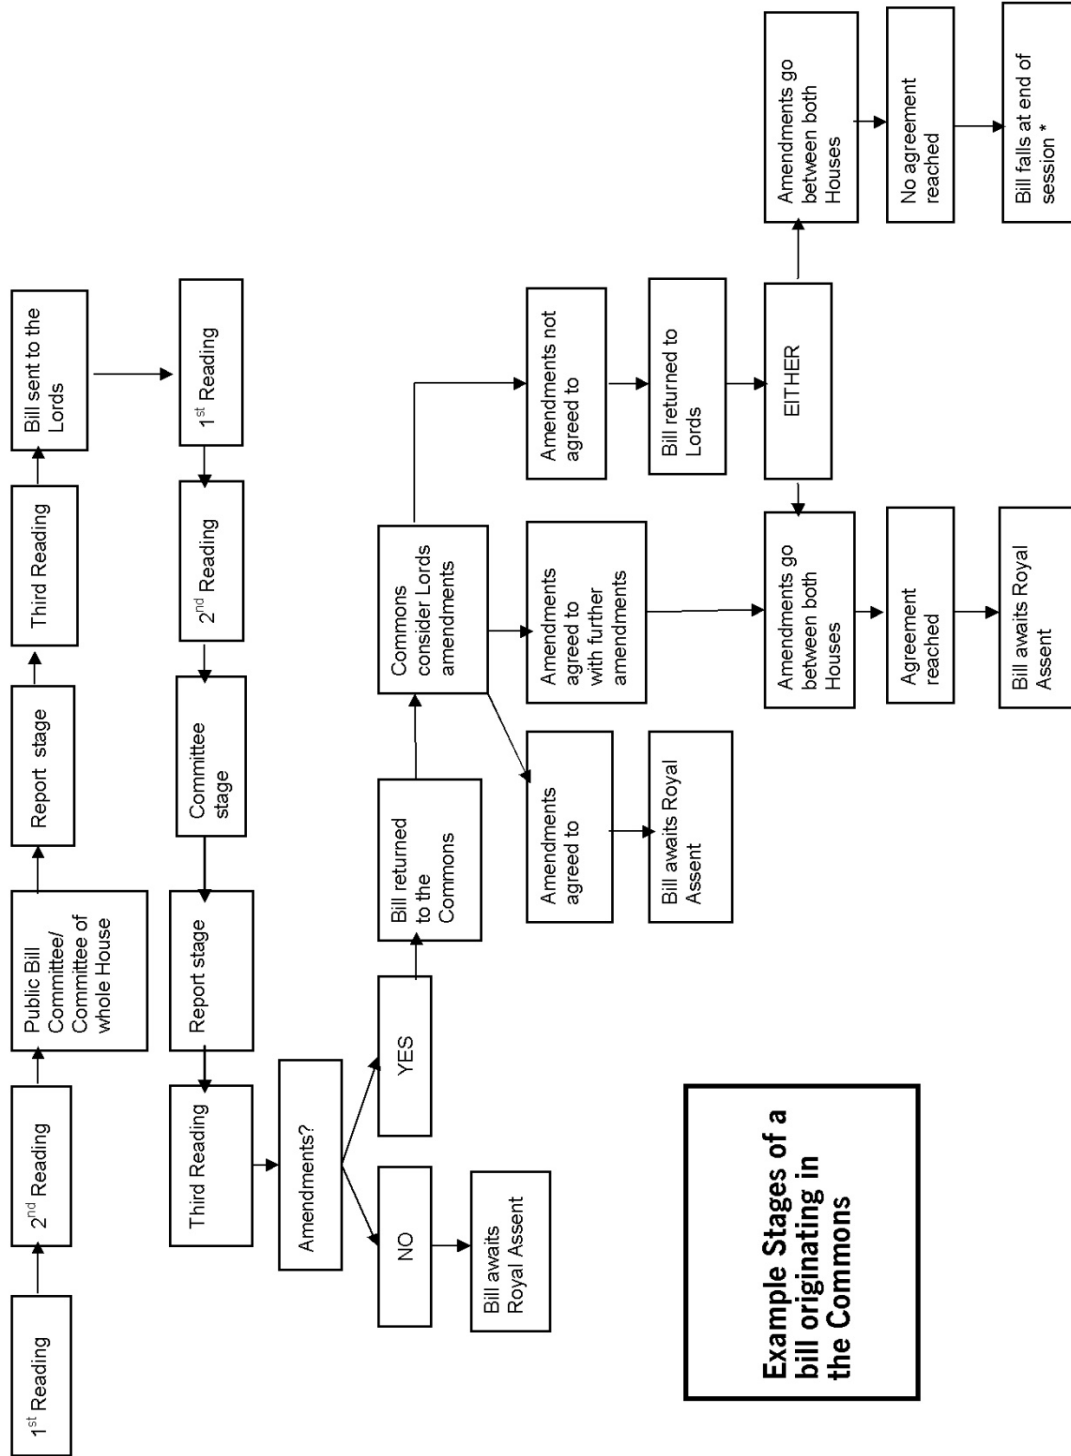 1st Reading
2nd Reading
Public Bill
Committee/
Committee of
whole House
Report stage
Third Reading
Bill sent to the
Lords
1st Reading
2nd Reading
Committee
stage
Report stage
Third Reading
Amendments?
NO
YES
Bill awaits
Royal Assent
Bill returned
to the
Commons
Commons
consider Lords
amendments
Amendments
agreed to
Bill awaits Royal
Assent
Amendments
agreed to
with further
amendments
Amendments not
agreed to
Bill returned to
Lords
EITHER
Amendments go
between both
Houses
Agreement
reached
Bill awaits Royal
Assent
Amendments go
between both
Houses
No agreement
reached
Bill falls at end of
session *
Example Stages of a
bill originating in
the Commons